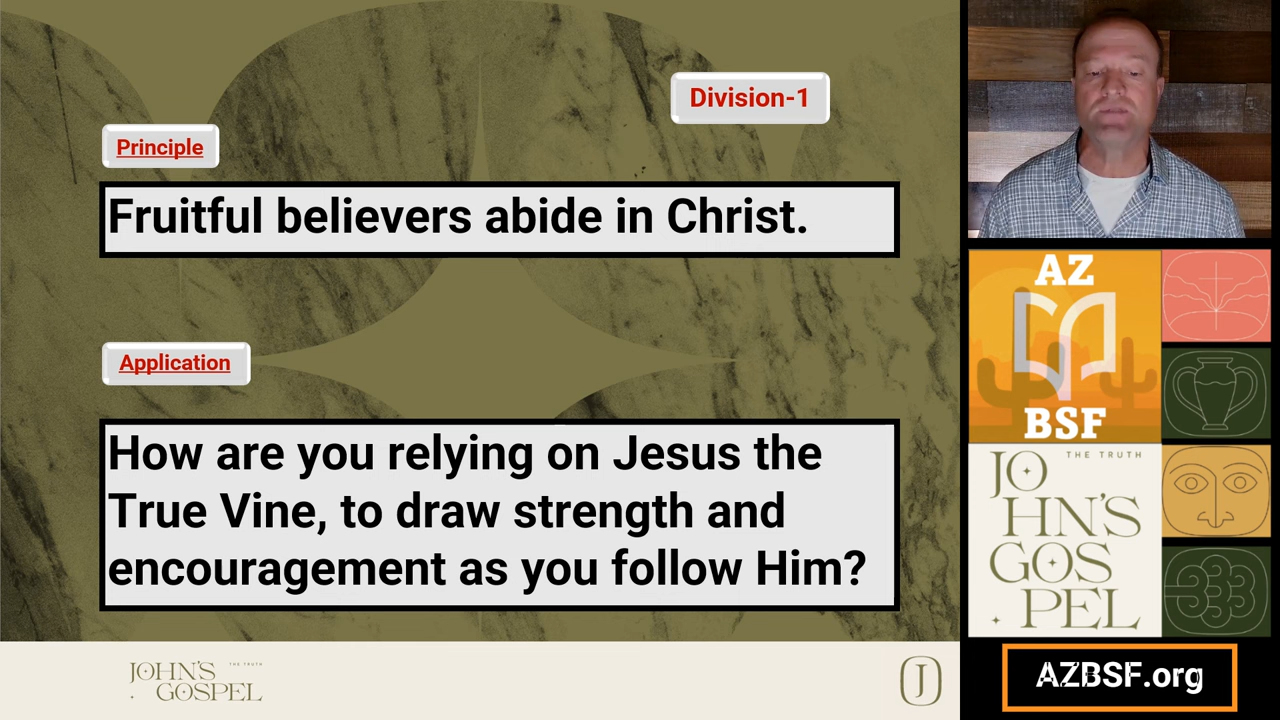 Division-1
Principle
Fruitful believers abide in Christ.
Application
How are you relying on Jesus the
True Vine, to draw strength and
encouragement as you follow Him?
JOHN'S
THE TRUTH
GOSPEL
J
AZ
BSF
THE TRUTH
JO
HN'S
GOS
PEL
AZBSF.org